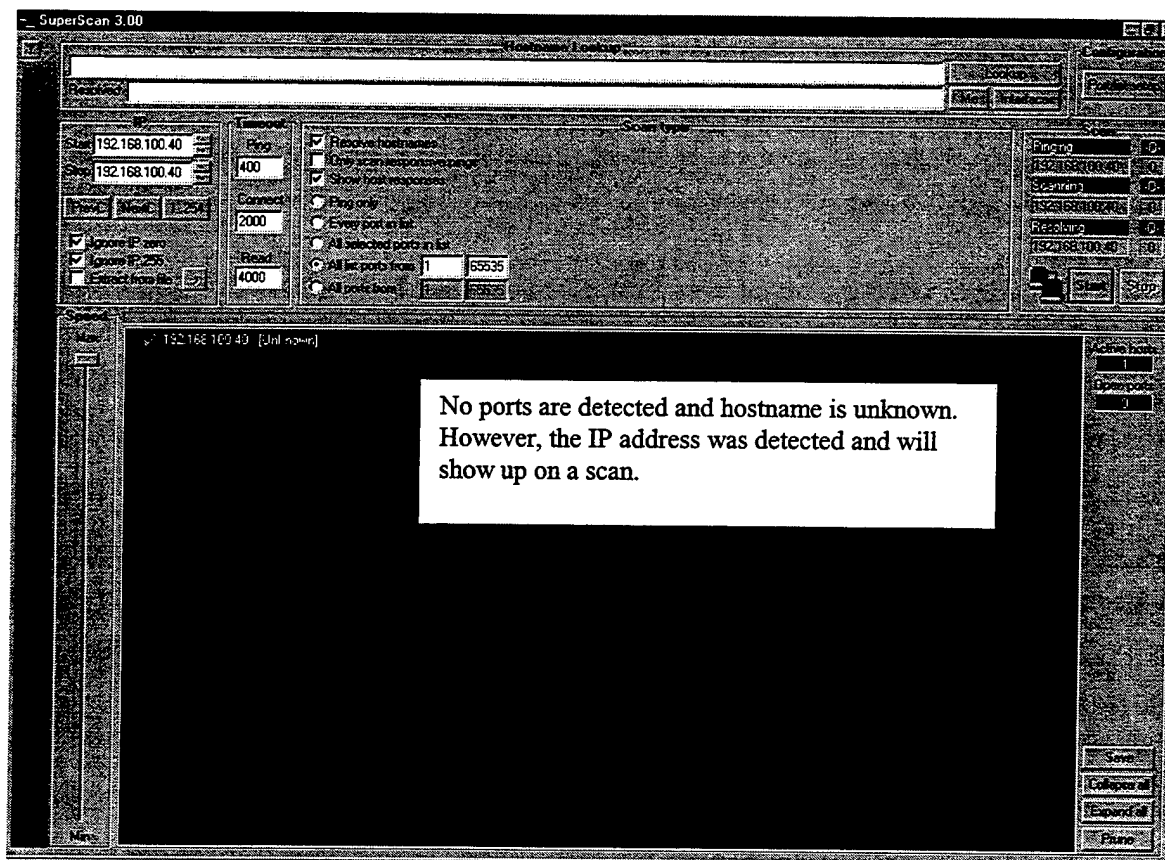 SuperScan 3.00
Hostname Lookup
Lookup
Resolved
Me Interfaces
IP
Start 192.168.100.40
Stop 192.168.100.40
PrevC NextC 1..254
Ignore IP zero
Ignore IP 255
Extract from file
Timeout
Ping
400
Connect
2000
Read
4000
Scan type
Resolve hostnames
Only scan responsive pings
Show host responses
Ping only
Every port in list
All selected ports in list
All list ports from 1 65535
All ports from 1 65535
Scan
Pinging
192.168.100.40
Scanning
192.168.100.40
Resolving
192.168.100.40
Start Stop
Speed
Max
Min
192.168.100.40 [Unknown]
No ports are detected and hostname is unknown.
However, the IP address was detected and will
show up on a scan.
Active hosts
1
Open ports
0
Save
Collapse all
Expand all
Prune